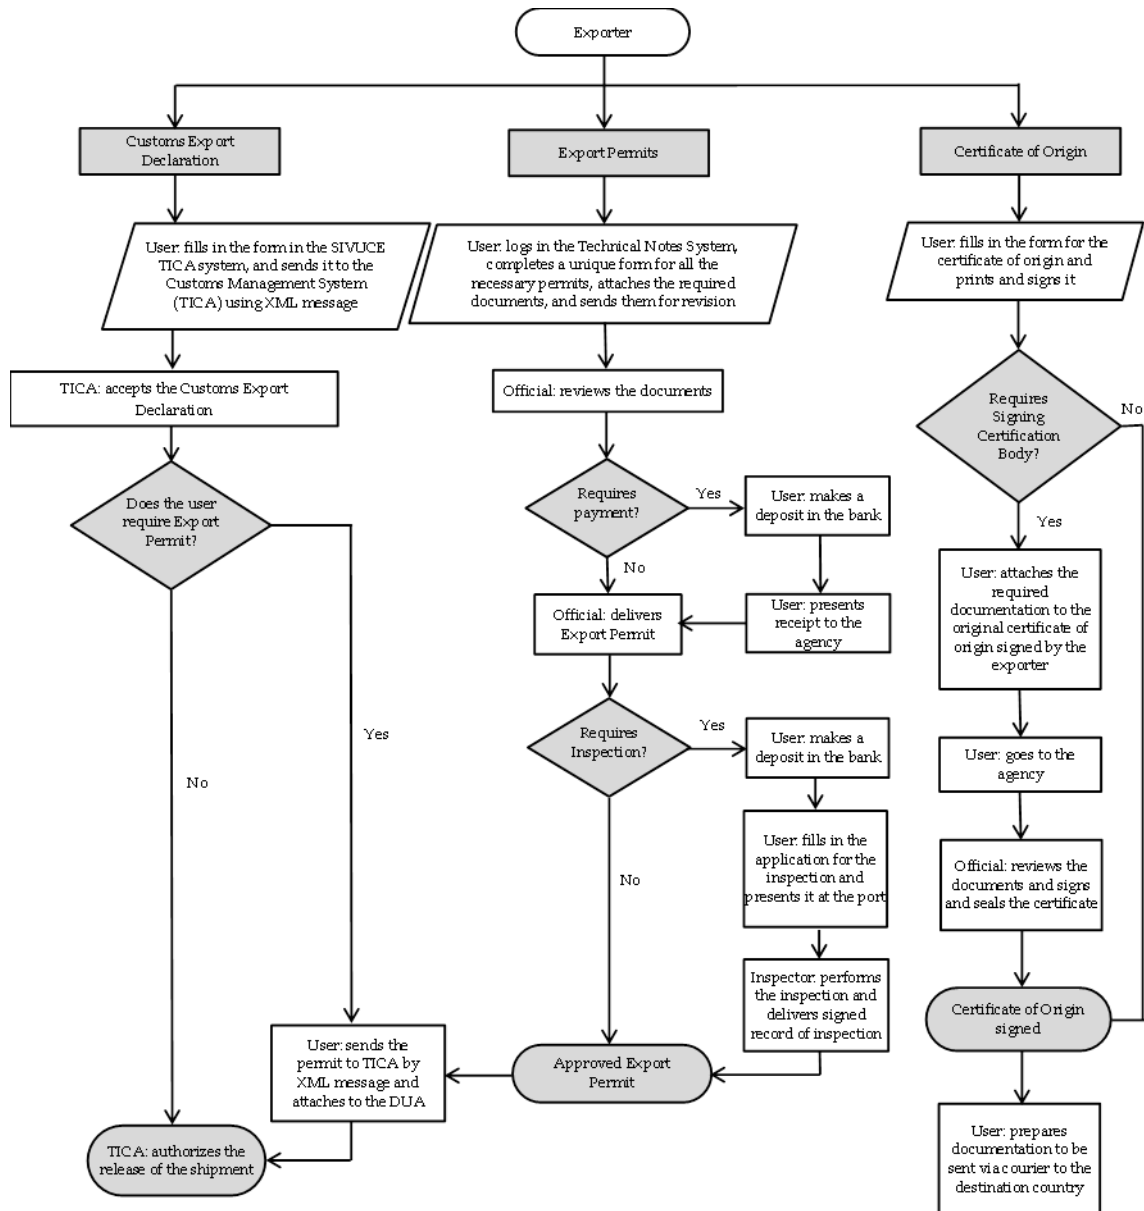 Exporter
Customs Export
Declaration
Export Permits
Certificate of Origin
User: fills in the form in the SIVUCE
TICA system, and sends it to the
Customs Management System
(TICA) using XML message
User: logs in the Technical Notes System,
completes a unique form for all the
necessary permits, attaches the required
documents, and sends them for revision
User: fills in the form for the
certificate of origin and
prints and signs it
TICA: accepts the Customs Export
Declaration
Official: reviews the documents
Requires
Signing
Certification
Body?
No
Does the user
require Export
Permit?
Requires
payment?
Yes
User: makes a
deposit in the bank
Yes
No
User: attaches the
required
documentation to the
original certificate of
origin signed by the
exporter
Official: delivers
Export Permit
User: presents
receipt to the
agency
Yes
No
Requires
Inspection?
Yes
User: makes a
deposit in the bank
User: goes to the
agency
No
User: fills in the
application for the
inspection and
presents it at the port
Official: reviews the
documents and signs
and seals the certificate
Inspector: performs
the inspection and
delivers signed
record of inspection
Certificate of Origin
signed
User: sends the
permit to TICA by
XML message and
attaches to the DUA
Approved Export
Permit
TICA: authorizes the
release of the shipment
User: prepares
documentation to be
sent via courier to the
destination country